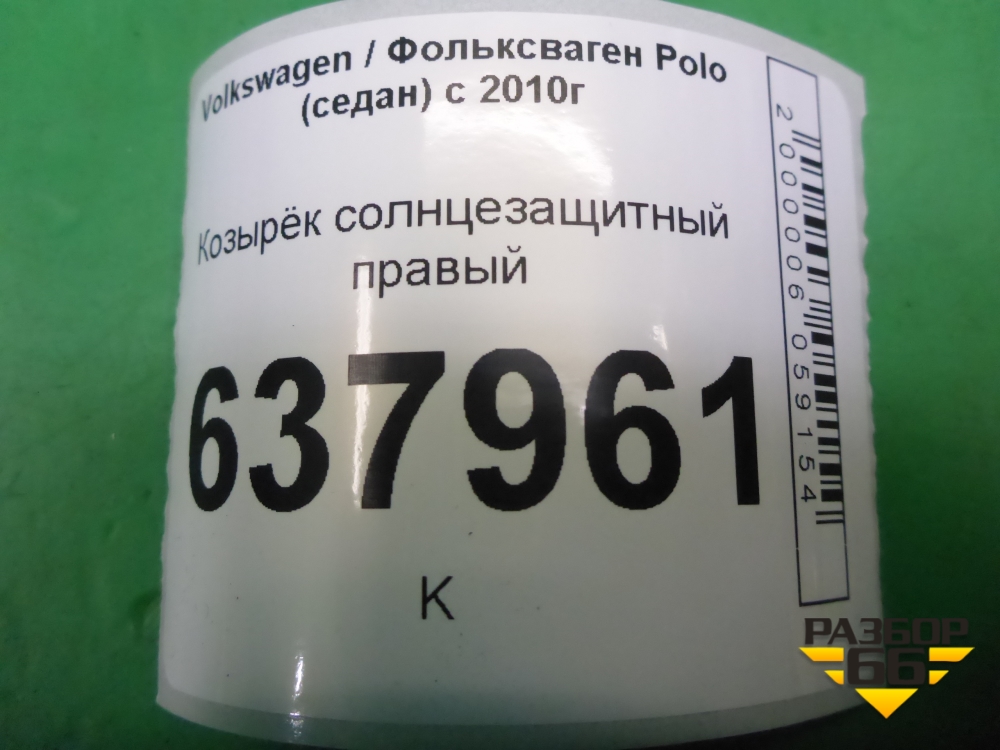 Volkswagen / Фольксваген Polo
(седан) с 2010г
Козырёк солнцезащитный
правый
637961
К
2000006059154
РАЗБОР
66